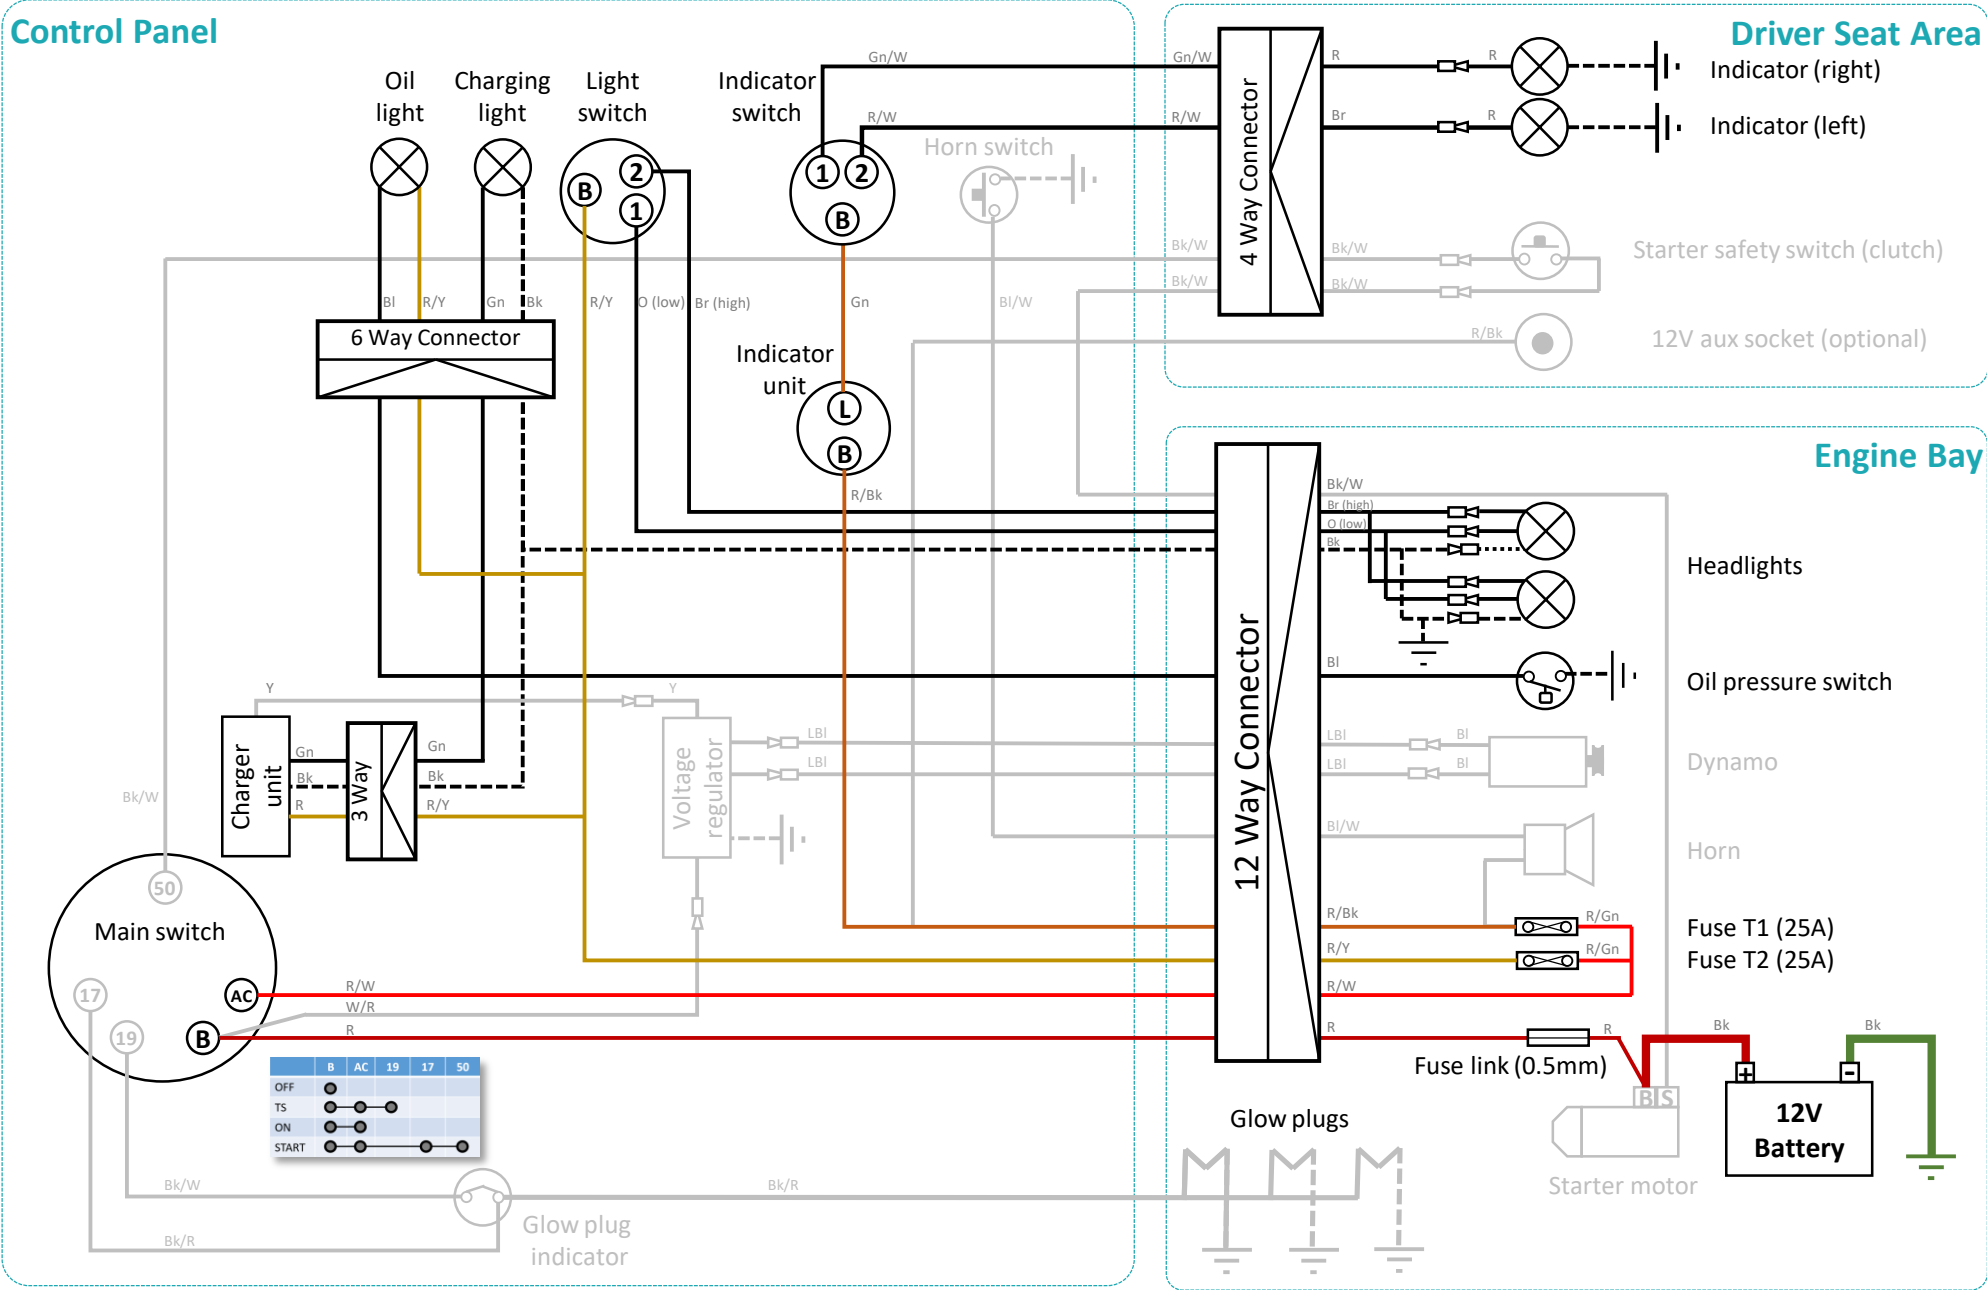 Control Panel
Driver Seat Area
Engine Bay
Oil
light
Charging
light
Light
switch
Indicator
switch
Horn switch
B
2
1
1
2
B
Gn/W
Gn/W
R/W
R/W
4 Way Connector
R
R
Indicator (right)
Br
R
Indicator (left)
Bk/W
Bk/W
Starter safety switch (clutch)
Bk/W
Bk/W
R/Bk
12V aux socket (optional)
Bl
R/Y
Gn
Bk
R/Y
O (low)
Br (high)
Gn
Bl/W
6 Way Connector
Indicator
unit
L
B
R/Bk
12 Way Connector
Bk/W
Br (high)
O (low)
Bk
Headlights
Bl
Oil pressure switch
Y
Y
Charger
unit
Gn
Bk
R
3 Way
Gn
Bk
R/Y
Voltage
regulator
LBl
LBl
LBl
LBl
Bl
Bl
Dynamo
Bk/W
Bl/W
Horn
50
Main switch
17
19
AC
B
R/W
W/R
R
R/Bk
R/Gn
Fuse T1 (25A)
R/Y
R/Gn
Fuse T2 (25A)
R/W
R
R
Fuse link (0.5mm)
Bk
Bk
+
-
12V
Battery
B
S
Starter motor
B AC 19 17 50
OFF
TS
ON
START
Glow plugs
Bk/W
Bk/R
Bk/R
Glow plug
indicator